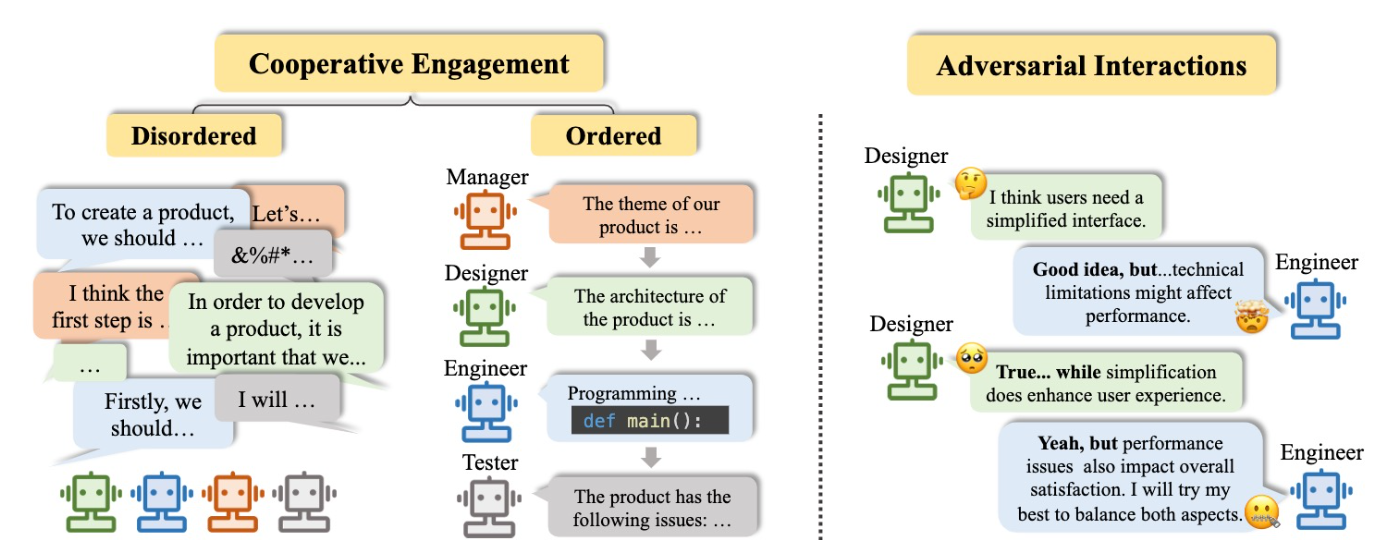 Cooperative Engagement
Disordered
To create a product,
we should …
Let's…
&%#*…
I think the
first step is …
In order to develop
a product, it is
important that we...
…
Firstly, we
should…
I will …
Ordered
Manager
The theme of our
product is …
Designer
The architecture of
the product is …
Engineer
Programming …
def main():
Tester
The product has the
following issues: …
Adversarial Interactions
Designer
I think users need a
simplified interface.
Engineer
Good idea, but...technical
limitations might affect
performance.
Designer
True... while simplification
does enhance user experience.
Engineer
Yeah, but performance
issues also impact overall
satisfaction. I will try my
best to balance both aspects.